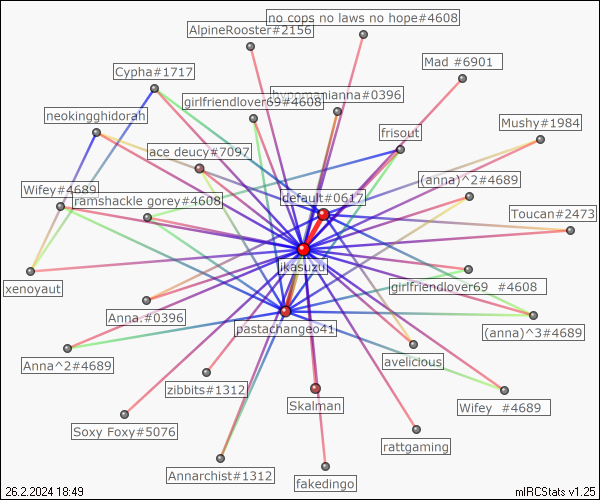 no cops no laws no hope#4608
AlpineRooster#2156
Mad #6901
Cypha#1717
girlfriendlover69#4608
hypomanianna#0396
neokingghidorah
Mushy#1984
frisout
ace deucy#7097
(anna)^2#4689
Wifey#4689
ramshackle gorey#4608
default#0617
Toucan#2473
ikasuzu
xenoyaut
girlfriendlover69 #4608
Anna.#0396
pastachangeo41
(anna)^3#4689
Anna^2#4689
avelicious
zibbits#1312
Skalman
Wifey #4689
Soxy Foxy#5076
rattgaming
Annarchist#1312
fakedingo
26.2.2024 18:49
mIRCStats v1.25